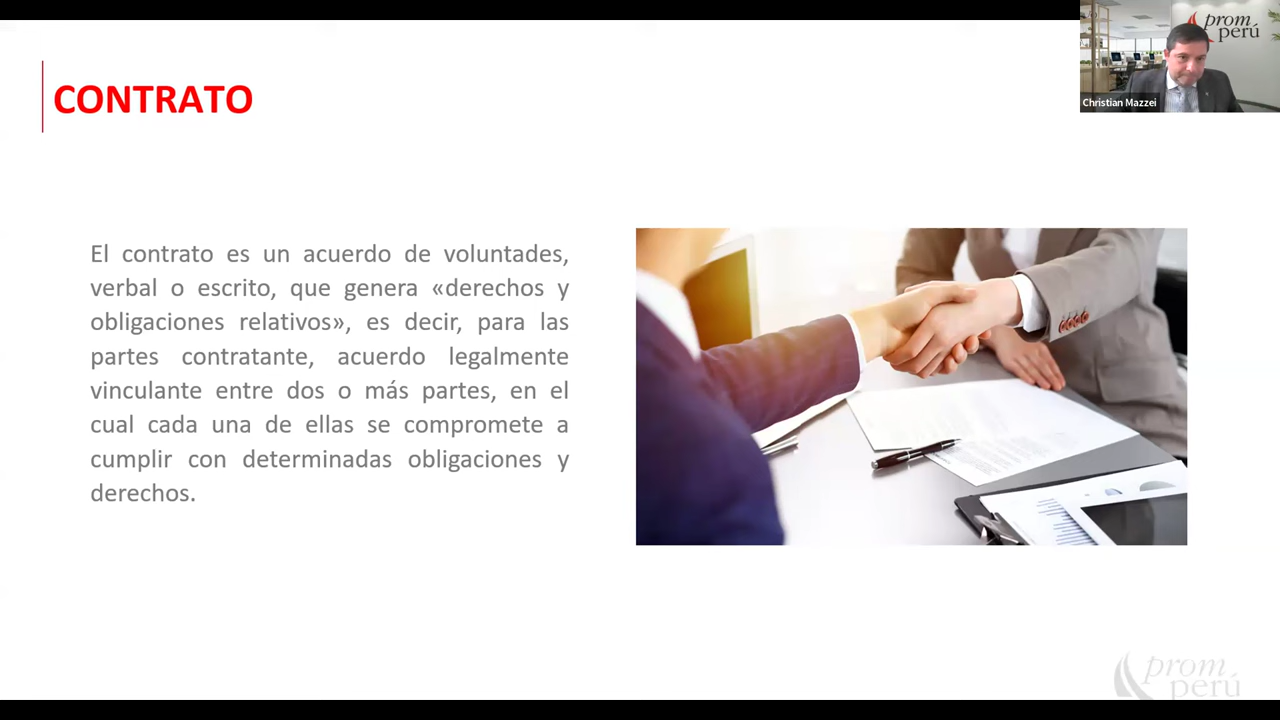 prom
perú
Christian Mazzei
CONTRATO
El contrato es un acuerdo de voluntades,
verbal o escrito, que genera «derechos y
obligaciones relativos», es decir, para las
partes contratante, acuerdo legalmente
vinculante entre dos o más partes, en el
cual cada una de ellas se compromete a
cumplir con determinadas obligaciones y
derechos.
prom
perú